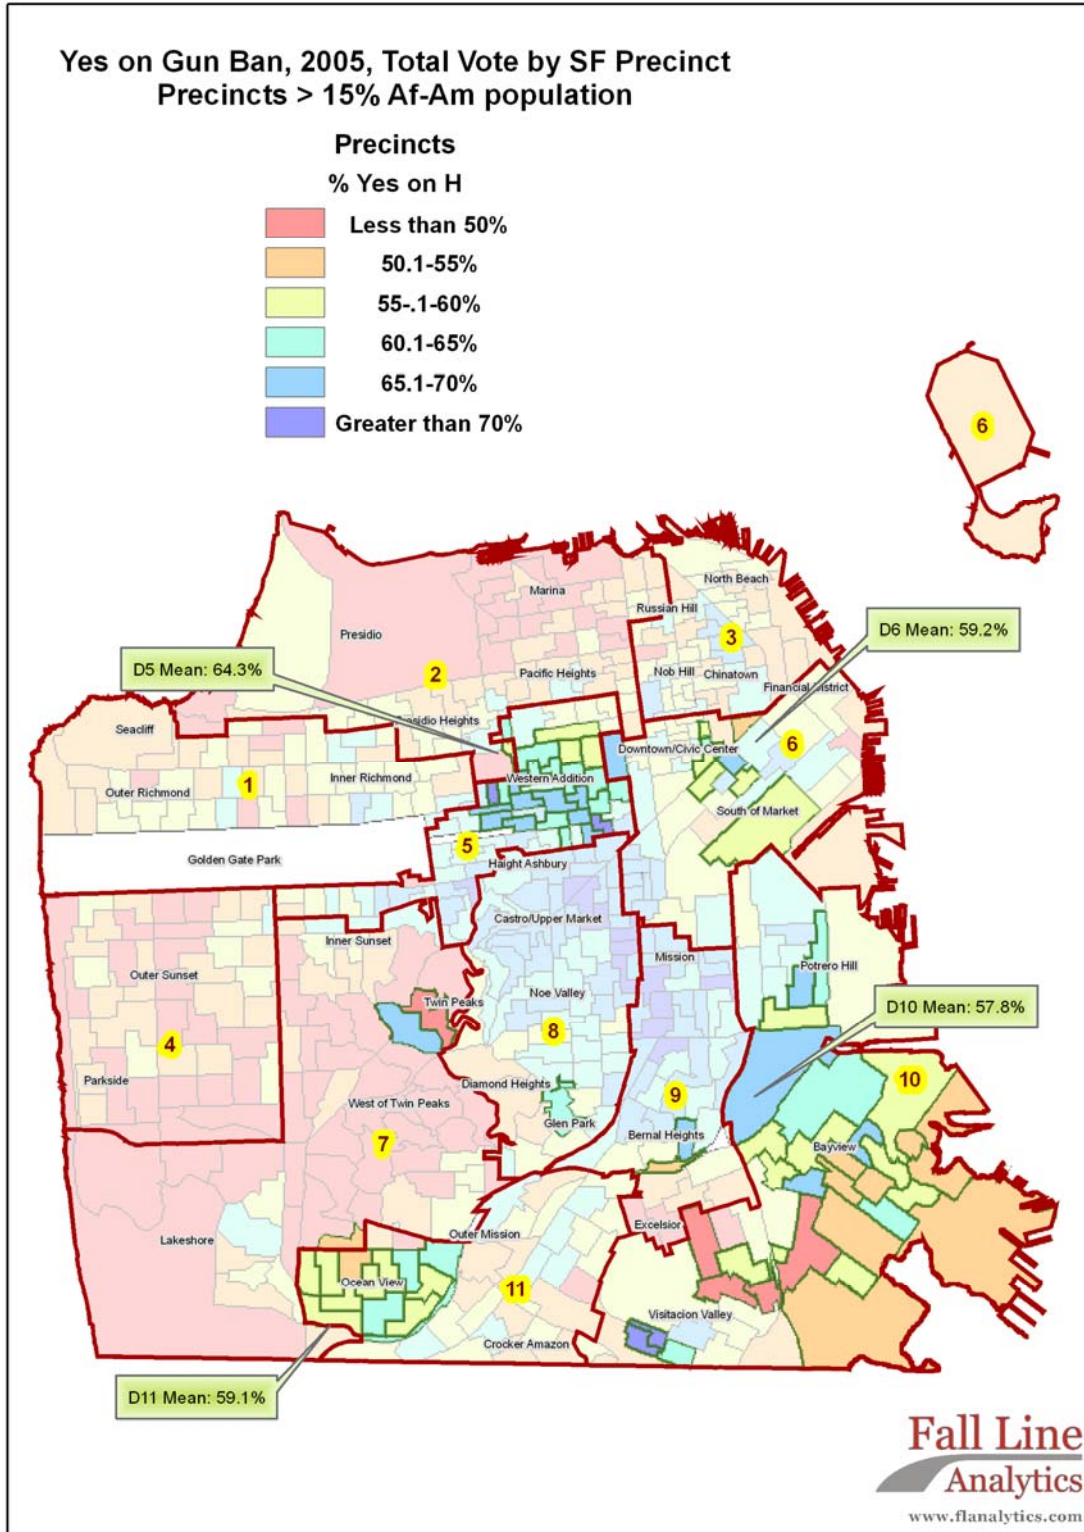 Yes on Gun Ban, 2005, Total Vote by SF Precinct
Precincts > 15% Af-Am population
Precincts
% Yes on H
Less than 50%
50.1-55%
55-.1-60%
60.1-65%
65.1-70%
Greater than 70%
6
North Beach
Marina
Russian Hill
D6 Mean: 59.2%
Presidio
3
D5 Mean: 64.3%
2
Pacific Heights
Nob Hill
Chinatown
Financial District
Seacliff
sidio Heights
Downtown/Civic Center
6
Inner Richmond
Western Addition
1
Outer Richmond
South of Market
5
Golden Gate Park
Haight Ashbury
Castro/Upper Market
Inner Sunset
Mission
Outer Sunset
Potrero Hill
Twin Peaks
Noe Valley
D10 Mean: 57.8%
8
4
Parkside
Diamond Heights
10
9
West of Twin Peaks
Glen Park
7
Bernal Heights
Bayview
Excelsior
Outer Mission
Lakeshore
Ocean View
11
Visitacion Valley
Crocker Amazon
D11 Mean: 59.1%
Fall Line
Analytics
www.flanalytics.com